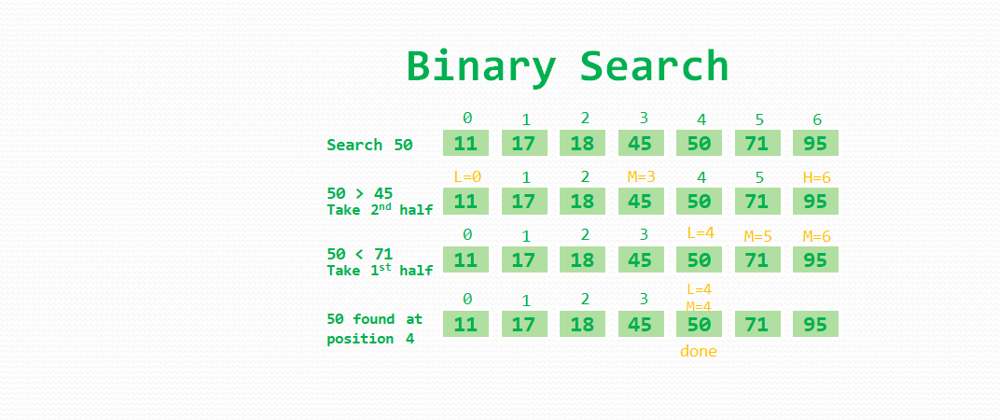 Binary Search
0 1 2 3 4 5 6
Search 50 11 17 18 45 50 71 95
L=0 1 2 M=3 4 5 H=6
50 > 45 11 17 18 45 50 71 95
Take 2nd half
0 1 2 3 L=4 M=5 M=6
50 < 71 11 17 18 45 50 71 95
Take 1st half
L=4
0 1 2 3 M=4
50 found at 11 17 18 45 50 71 95
position 4
done